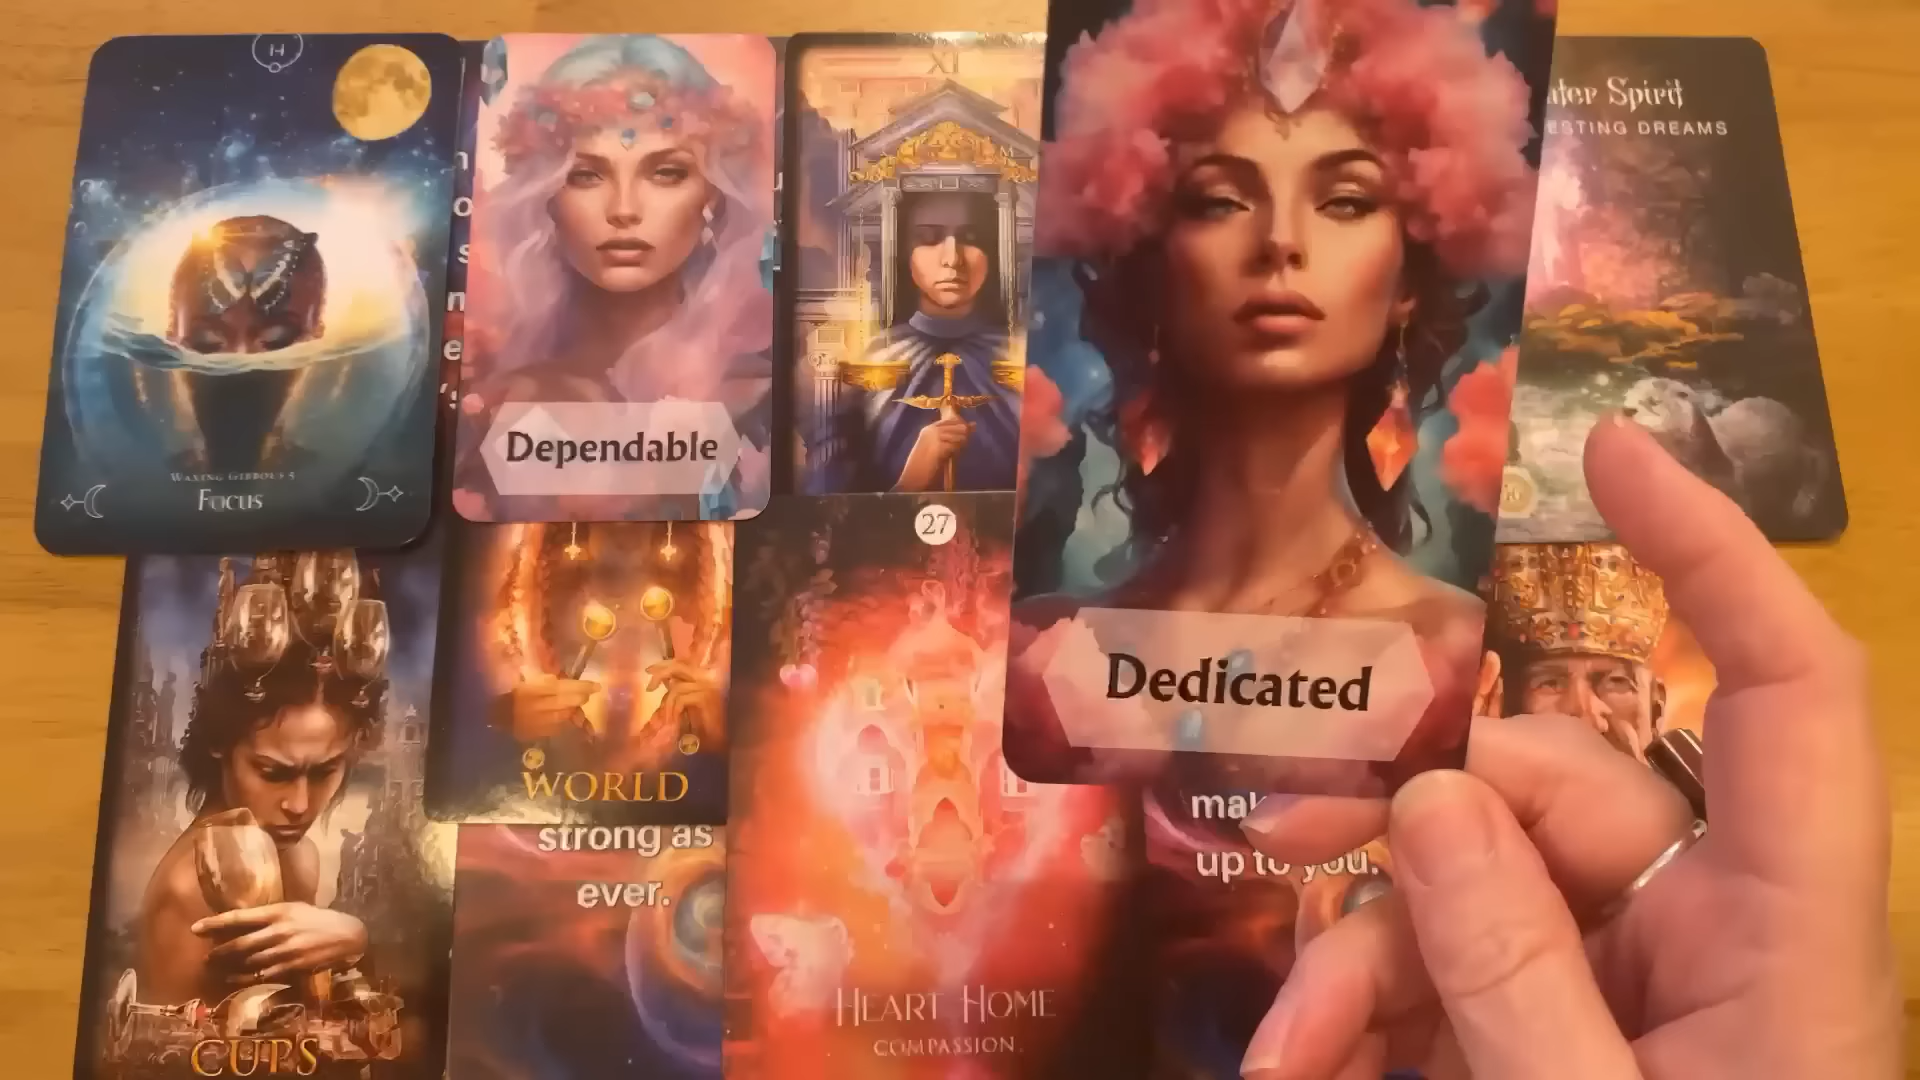 XI
Spirit
ESTING DREAMS
Dependable
WAXING GIBBOUS 5
FOCUS
27
Dedicated
WORLD
strong as
ever.
up to you.
HEART HOME
COMPASSION.
CUPS